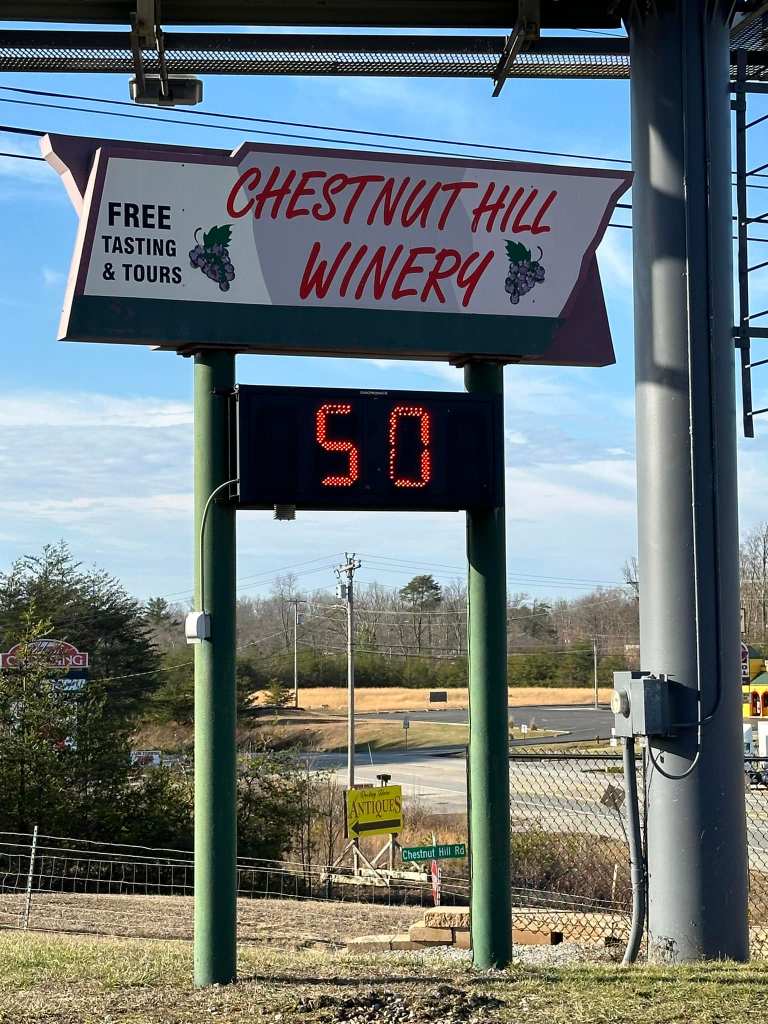 FREE
TASTING
& TOURS
CHESTNUT HILL
WINERY
50
ANTIQUES
Chestnut Hill Rd